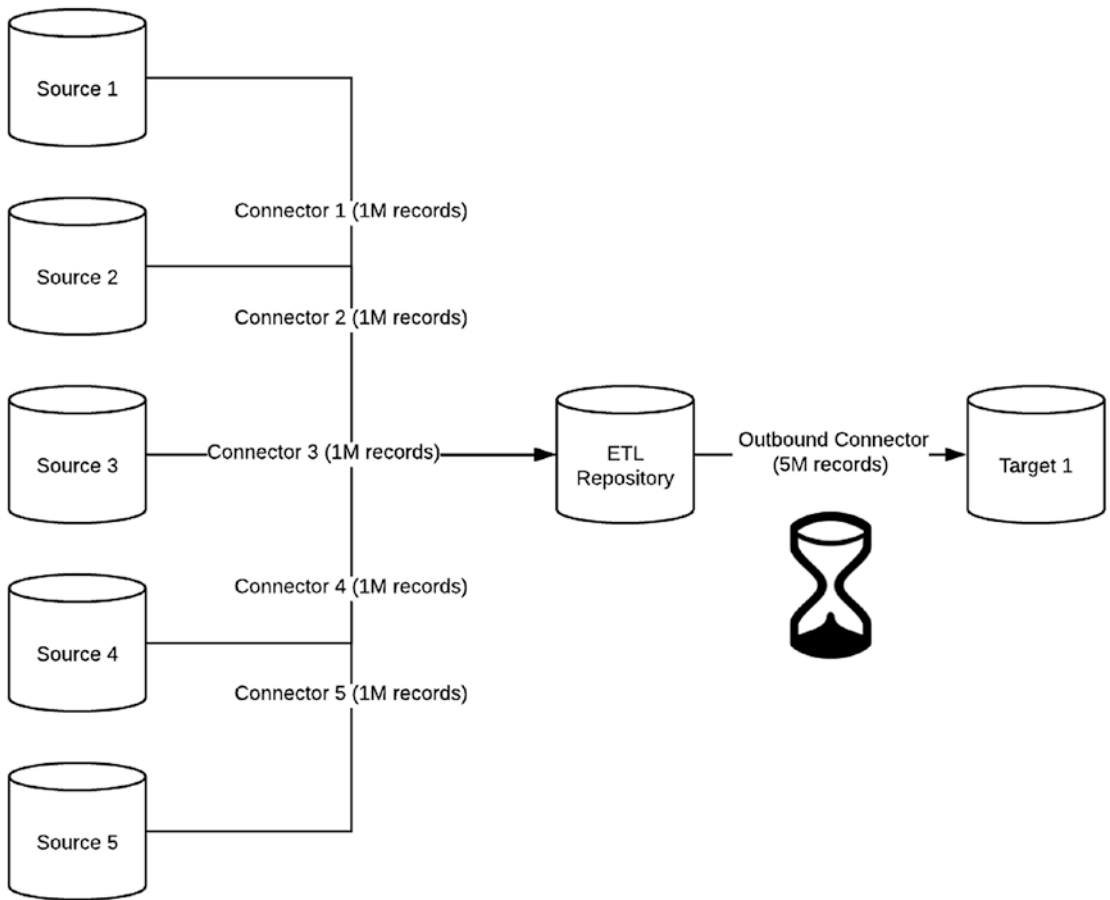 Source 1
Connector 1 (1M records)
Source 2
Connector 2 (1M records)
Source 3
Connector 3 (1M records)
ETL
Repository
Outbound Connector
(5M records)
Target 1
Connector 4 (1M records)
Source 4
Connector 5 (1M records)
Source 5